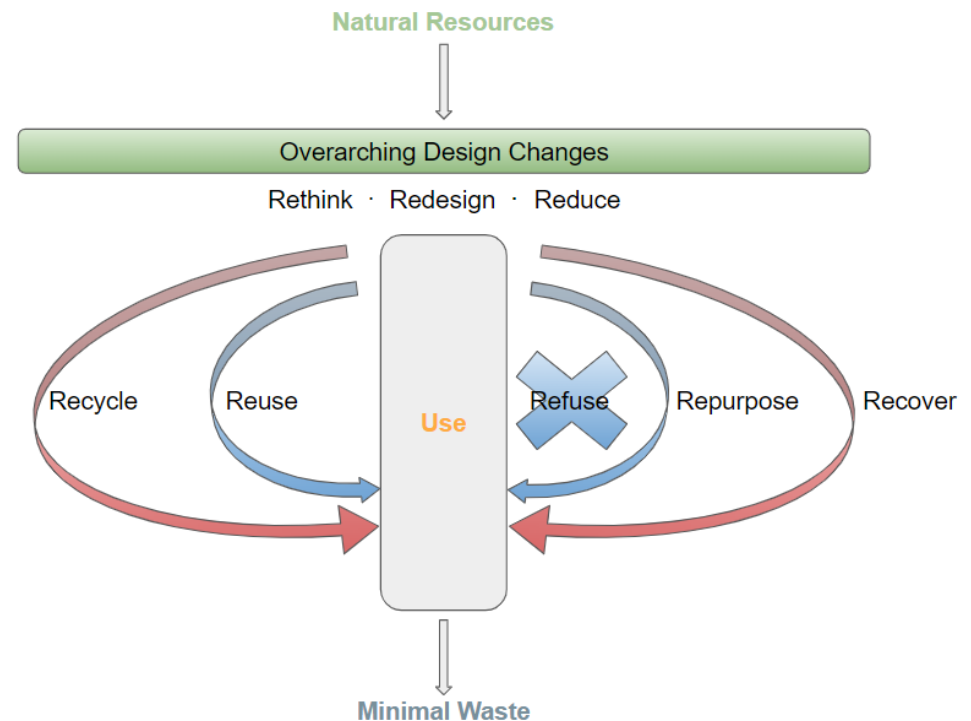 Natural Resources
Overarching Design Changes
Rethink · Redesign · Reduce
Recycle
Reuse
Use
Refuse
Repurpose
Recover
Minimal Waste